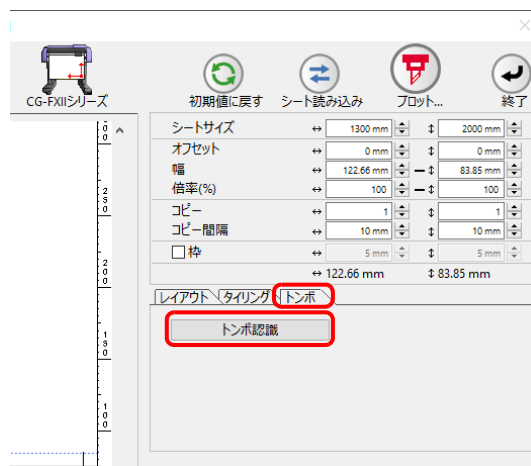 CG-FXIIシリーズ
初期値に戻す シート読み込み プロット... 終了
シートサイズ ↔ 1300 mm ↕ 2000 mm
オフセット ↔ 0 mm ↕ 0 mm
幅 ↔ 122.66 mm ↕ 83.85 mm
倍率(%) ↔ 100 ↕ 100
コピー ↔ 1 ↕ 1
コピー間隔 ↔ 10 mm ↕ 10 mm
枠 ↔ 5 mm ↕ 5 mm
↔ 122.66 mm ↕ 83.85 mm
レイアウト タイリング トンボ
トンボ認識
250
200
150
100